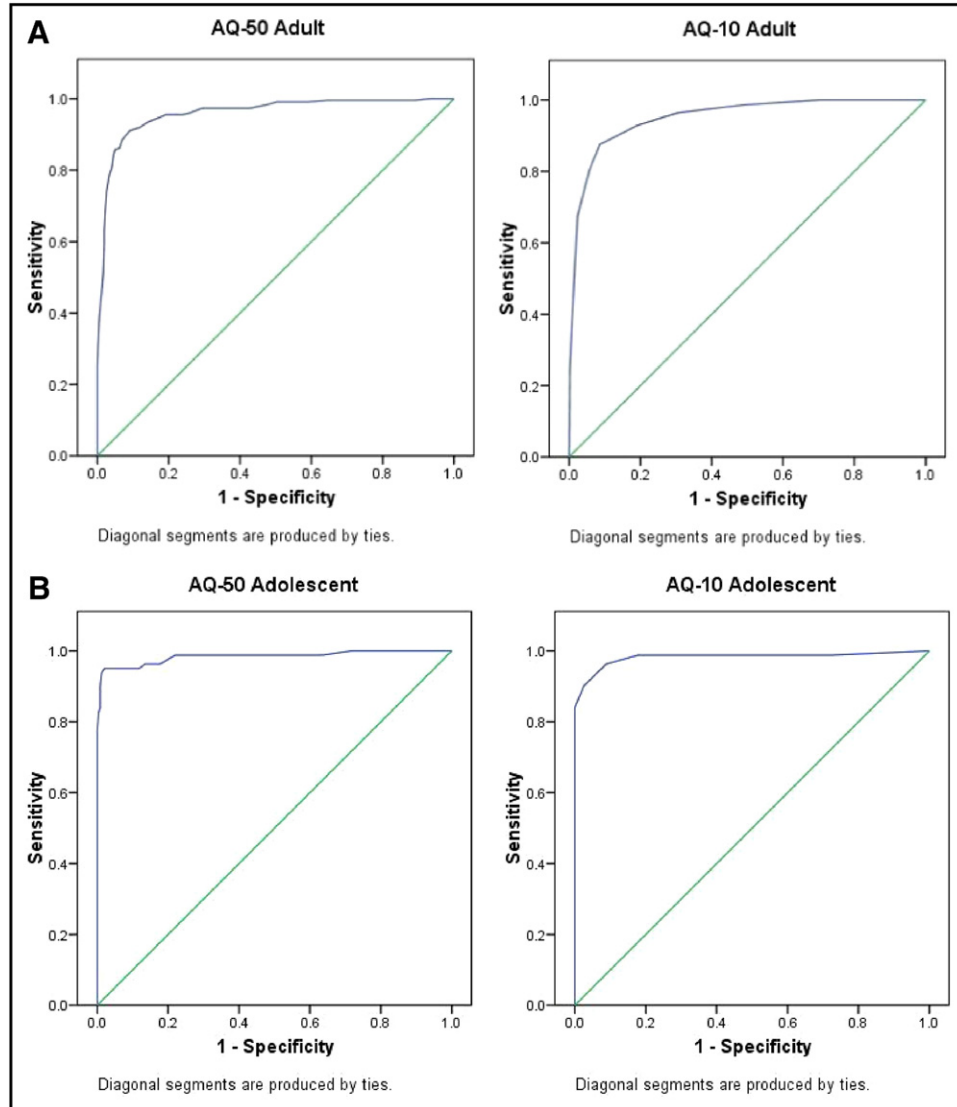 A
AQ-50 Adult
1.0
0.8
0.6
0.4
0.2
0.0
Sensitivity
0.0 0.2 0.4 0.6 0.8 1.0
1 - Specificity
Diagonal segments are produced by ties.
AQ-10 Adult
1.0
0.8
0.6
0.4
0.2
0.0
Sensitivity
0.0 0.2 0.4 0.6 0.8 1.0
1 - Specificity
Diagonal segments are produced by ties.
B
AQ-50 Adolescent
1.0
0.8
0.6
0.4
0.2
0.0
Sensitivity
0.0 0.2 0.4 0.6 0.8 1.0
1 - Specificity
Diagonal segments are produced by ties.
AQ-10 Adolescent
1.0
0.8
0.6
0.4
0.2
0.0
Sensitivity
0.0 0.2 0.4 0.6 0.8 1.0
1 - Specificity
Diagonal segments are produced by ties.